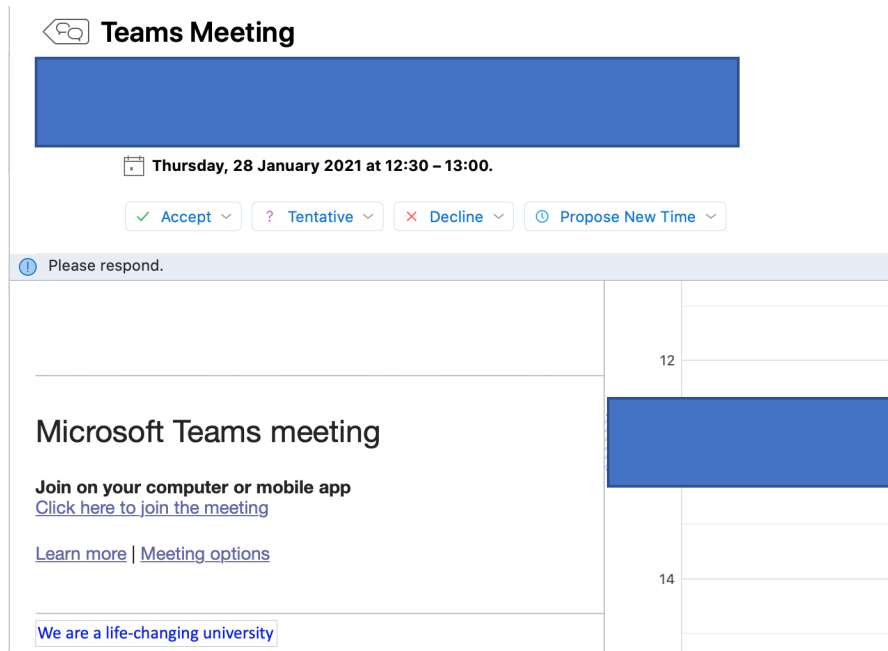 Teams Meeting
Thursday, 28 January 2021 at 12:30 – 13:00.
Accept
? Tentative
Decline
Propose New Time
Please respond.
12
Microsoft Teams meeting
Join on your computer or mobile app
Click here to join the meeting
Learn more | Meeting options
14
We are a life-changing university